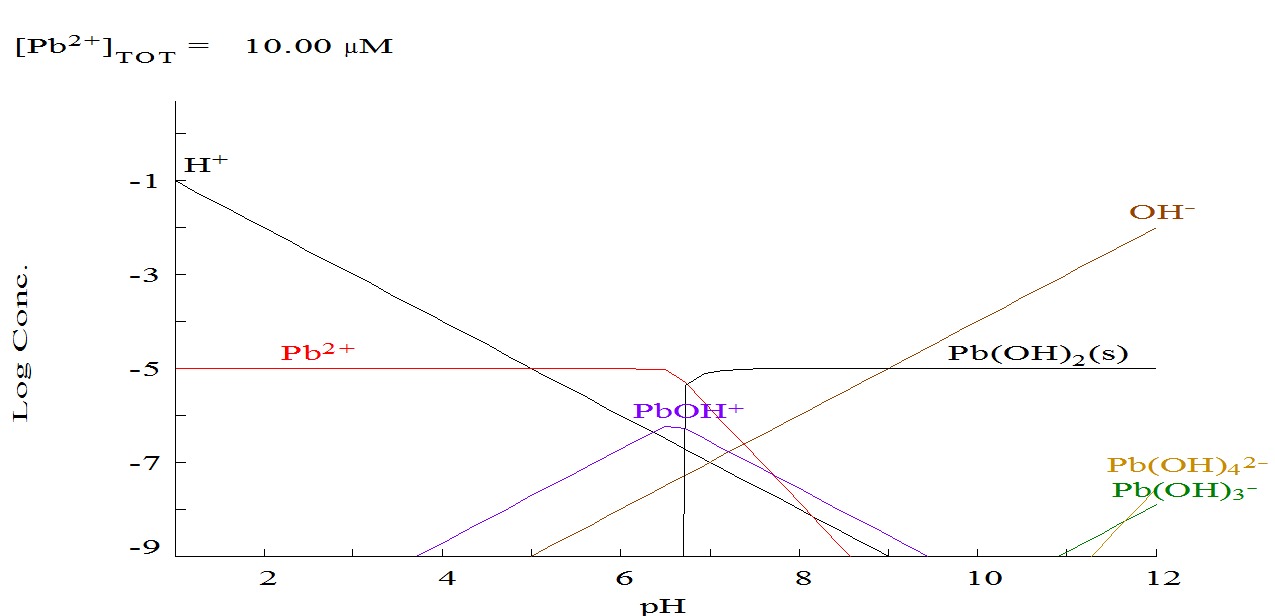 [Pb²⁺]TOT = 10.00 µM
H⁺
-1
OH⁻
-3
Log Conc.
Pb²⁺
Pb(OH)₂(s)
-5
PbOH⁺
-7
Pb(OH)₄²⁻
Pb(OH)₃⁻
-9
2 4 6 8 10 12
pH